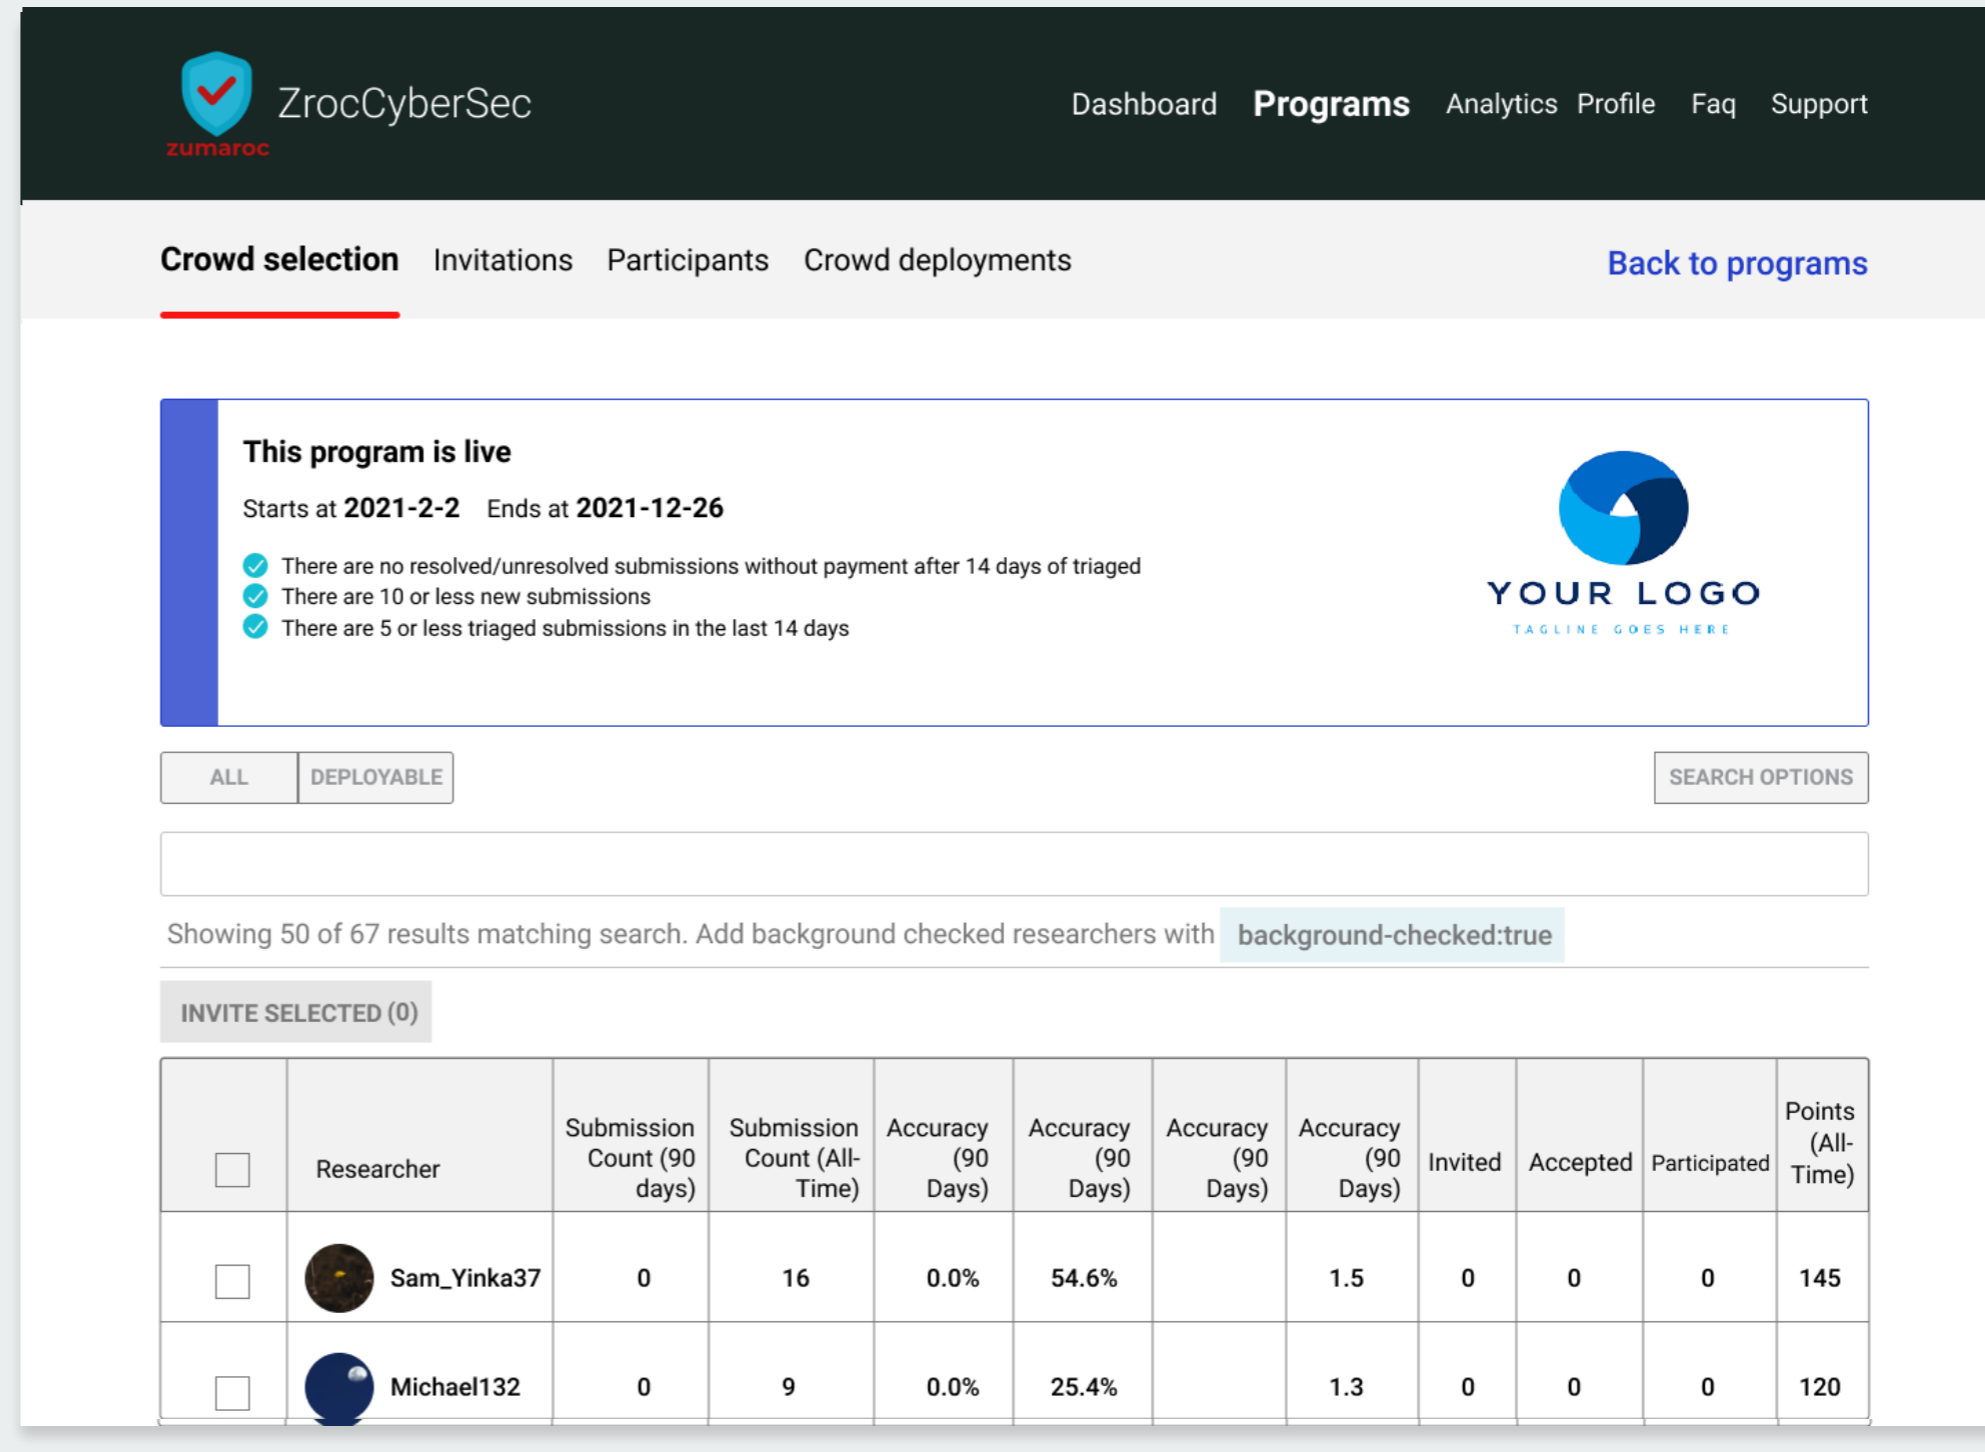 zumaroc
ZrocCyberSec
Dashboard Programs Analytics Profile Faq Support
Crowd selection Invitations Participants Crowd deployments Back to programs
This program is live
Starts at 2021-2-2 Ends at 2021-12-26
There are no resolved/unresolved submissions without payment after 14 days of triaged
There are 10 or less new submissions
There are 5 or less triaged submissions in the last 14 days
YOUR LOGO
TAGLINE GOES HERE
ALL DEPLOYABLE SEARCH OPTIONS
Showing 50 of 67 results matching search. Add background checked researchers with background-checked:true
INVITE SELECTED (0)
Researcher
Submission
Count (90
days)
Submission
Count (All-
Time)
Accuracy
(90
Days)
Accuracy
(90
Days)
Accuracy
(90
Days)
Accuracy
(90
Days)
Invited
Accepted
Participated
Points
(All-
Time)
Sam_Yinka37 0 16 0.0% 54.6% 1.5 0 0 0 145
Michael132 0 9 0.0% 25.4% 1.3 0 0 0 120